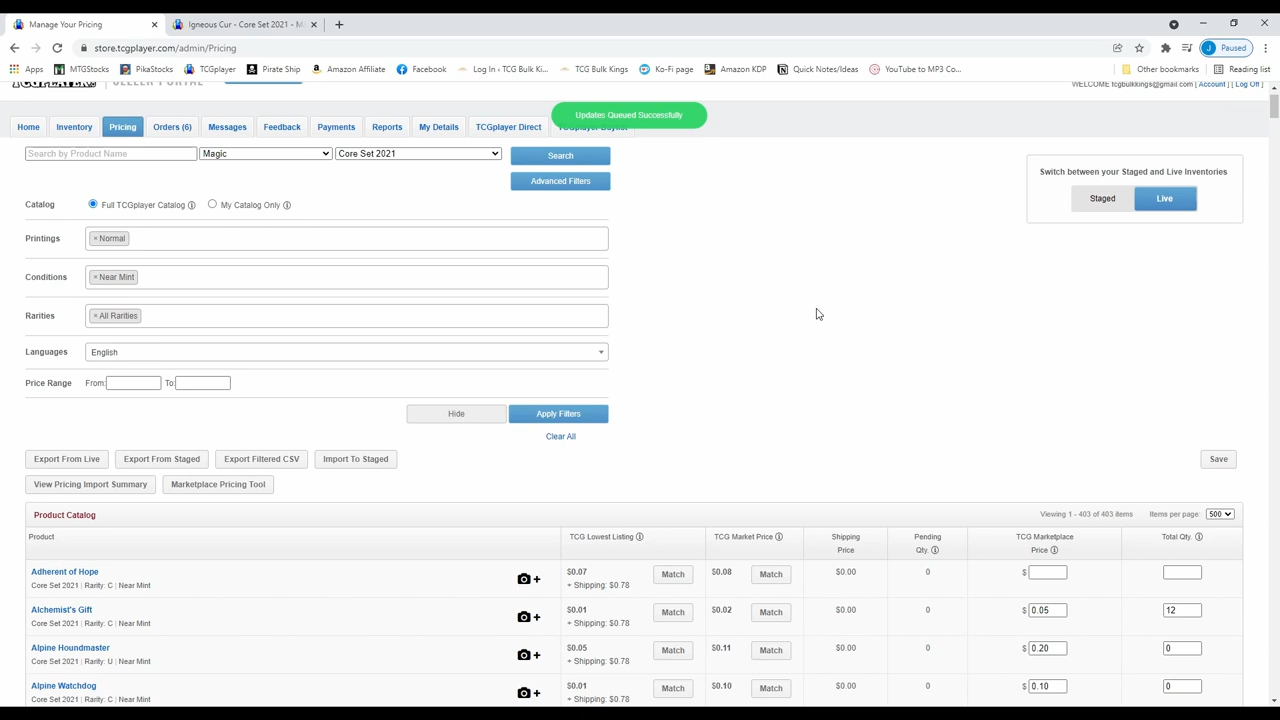 Manage Your Pricing
Igneous Cur - Core Set 2021 - M
store.tcgplayer.com/admin/Pricing
J Paused
Apps MTGStocks PikaStocks TCGplayer Pirate Ship Amazon Affiliate Facebook Log In ‹ TCG Bulk Ki... TCG Bulk Kings Ko-Fi page Amazon KDP Quick Notes/Ideas YouTube to MP3 Co... Other bookmarks Reading list
WELCOME tcgbulkkings@gmail.com [ Account ] [ Log Off ]
Updates Queued Successfully
Home Inventory Pricing Orders (6) Messages Feedback Payments Reports My Details TCGplayer Direct
Search by Product Name Magic Core Set 2021 Search
Advanced Filters
Switch between your Staged and Live Inventories
Staged Live
Catalog Full TCGplayer Catalog My Catalog Only
Printings × Normal
Conditions × Near Mint
Rarities × All Rarities
Languages English
Price Range From: To:
Hide Apply Filters
Clear All
Export From Live Export From Staged Export Filtered CSV Import To Staged Save
View Pricing Import Summary Marketplace Pricing Tool
Product Catalog Viewing 1 - 403 of 403 items Items per page: 500
Product TCG Lowest Listing TCG Market Price Shipping Price Pending Qty. TCG Marketplace Price Total Qty.
Adherent of Hope $0.07 Match $0.08 Match $0.00 0 $
Core Set 2021 | Rarity: C | Near Mint + Shipping: $0.78
Alchemist's Gift $0.01 Match $0.02 Match $0.00 0 $ 0.05 12
Core Set 2021 | Rarity: C | Near Mint + Shipping: $0.78
Alpine Houndmaster $0.05 Match $0.11 Match $0.00 0 $ 0.20 0
Core Set 2021 | Rarity: U | Near Mint + Shipping: $0.78
Alpine Watchdog $0.01 Match $0.10 Match $0.00 0 $ 0.10 0
Core Set 2021 | Rarity: C | Near Mint + Shipping: $0.78